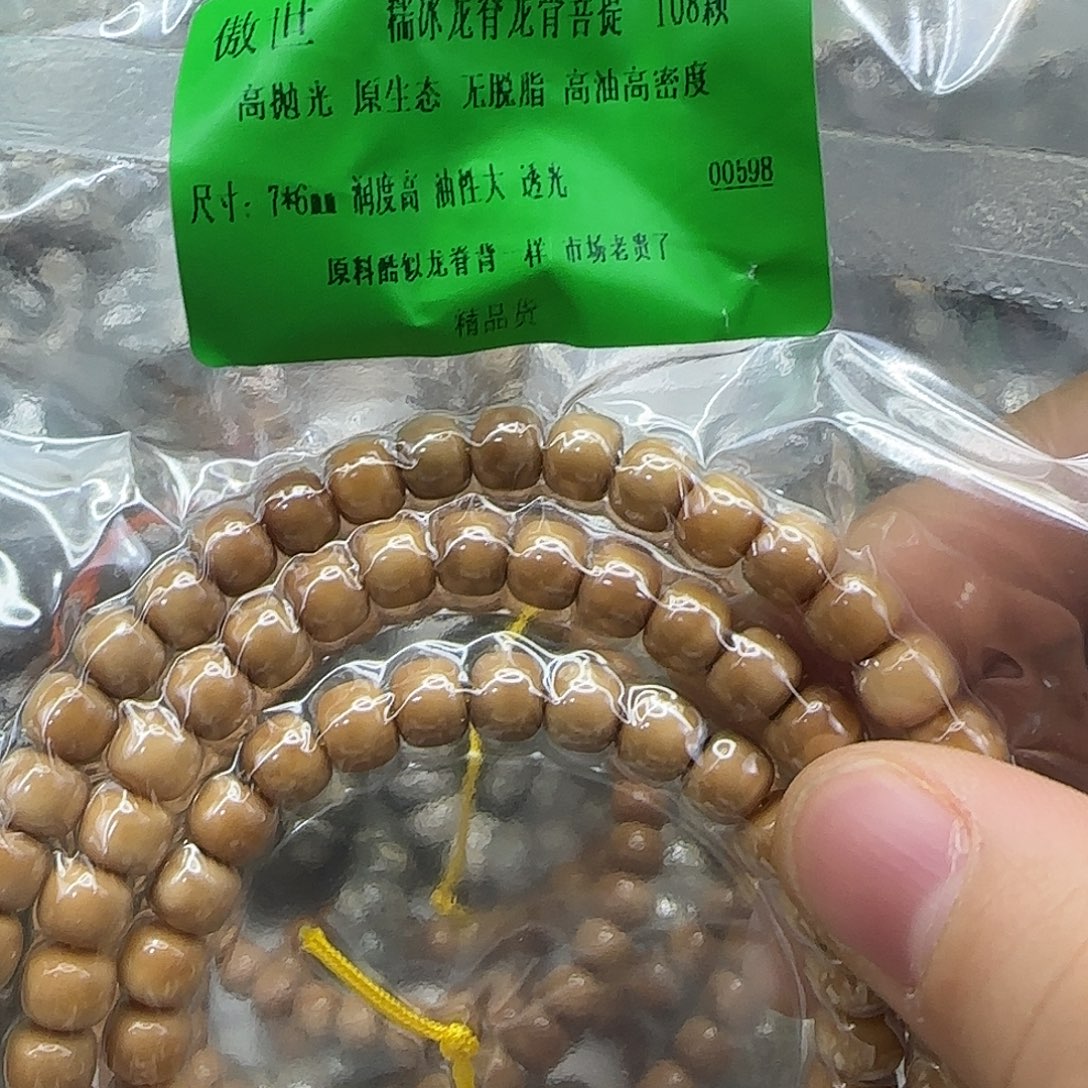 傲世 糯冰龙脊龙背菩提 108颗
高抛光 原生态 无脱脂 高油高密度
00598
尺寸：7*6mm 润度高 油性大 透光
原料酷似龙脊背一样 市场老贵了
精品货